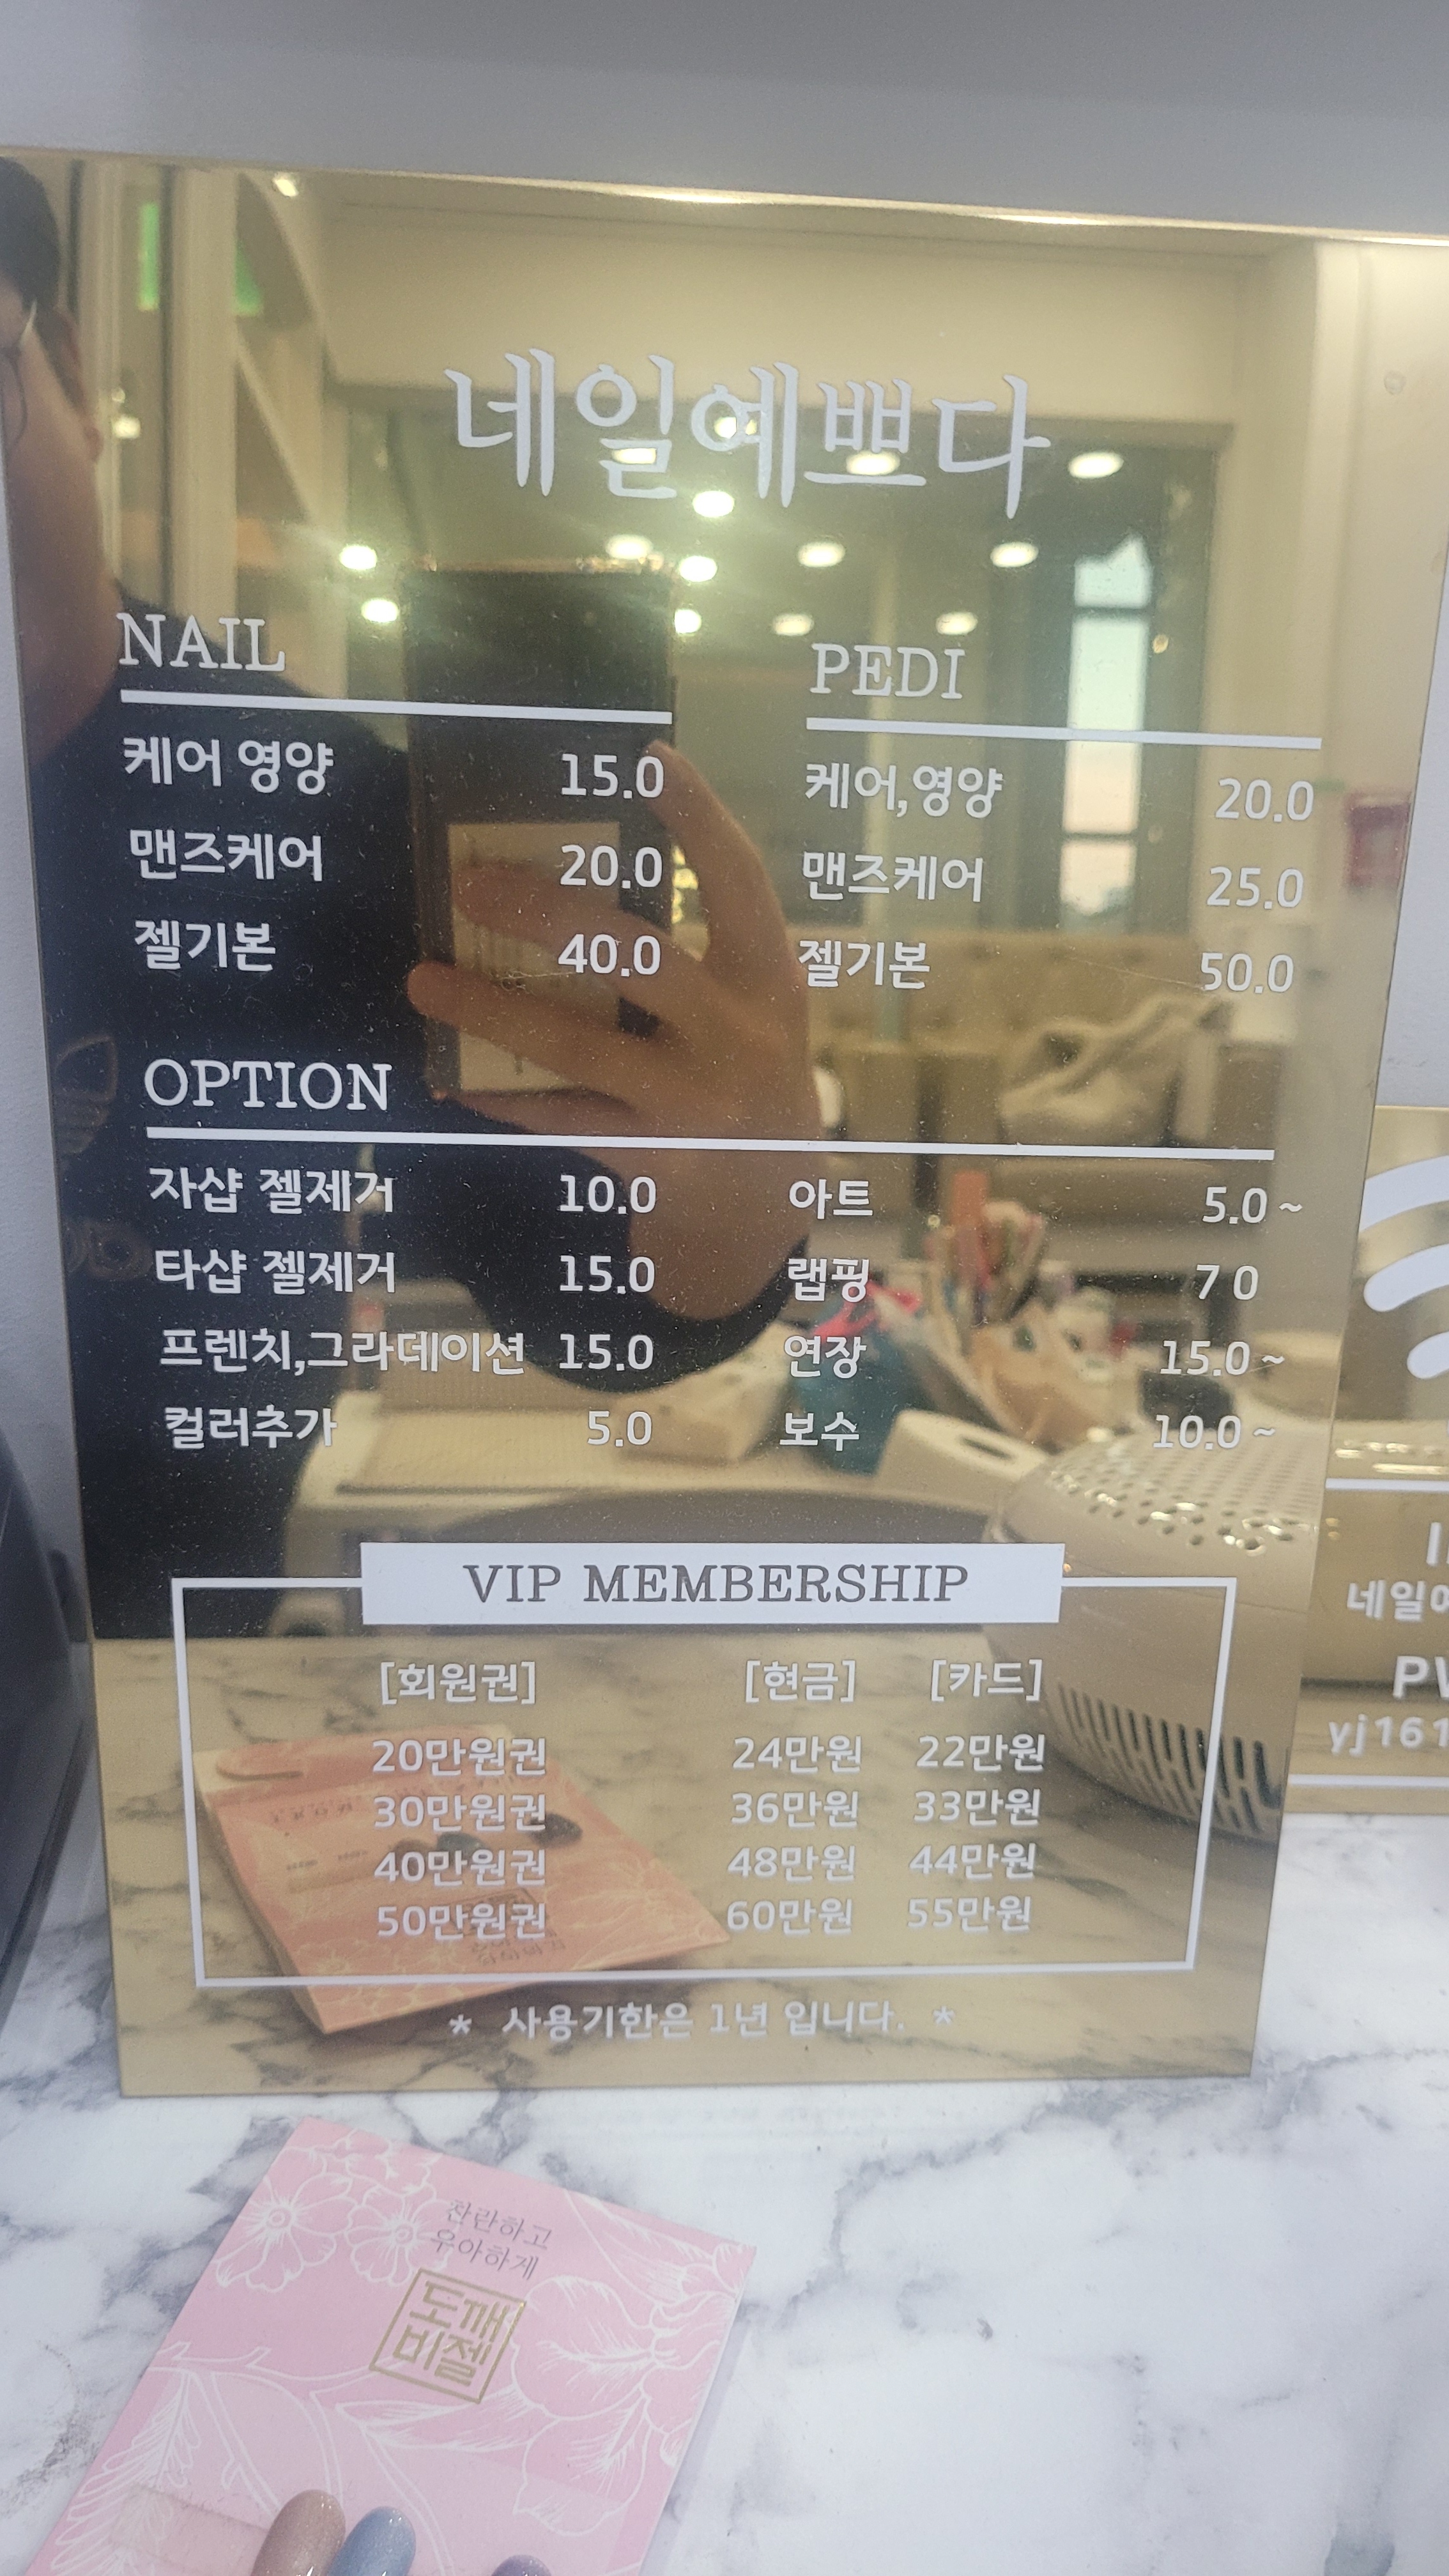 네일예쁘다
NAIL
케어 영양 15.0
맨즈케어 20.0
젤기본 40.0
PEDI
케어,영양 20.0
맨즈케어 25.0
젤기본 50.0
OPTION
자샵 젤제거 10.0 아트 5.0 ~
타샵 젤제거 15.0 랩핑 7 0
프렌치,그라데이션 15.0 연장 15.0 ~
컬러추가 5.0 보수 10.0 ~
VIP MEMBERSHIP
[회원권] [현금] [카드]
20만원권 24만원 22만원
30만원권 36만원 33만원
40만원권 48만원 44만원
50만원권 60만원 55만원
* 사용기한은 1년 입니다. *
네일예
yj161
찬란하고
우아하게
도깨
비젤